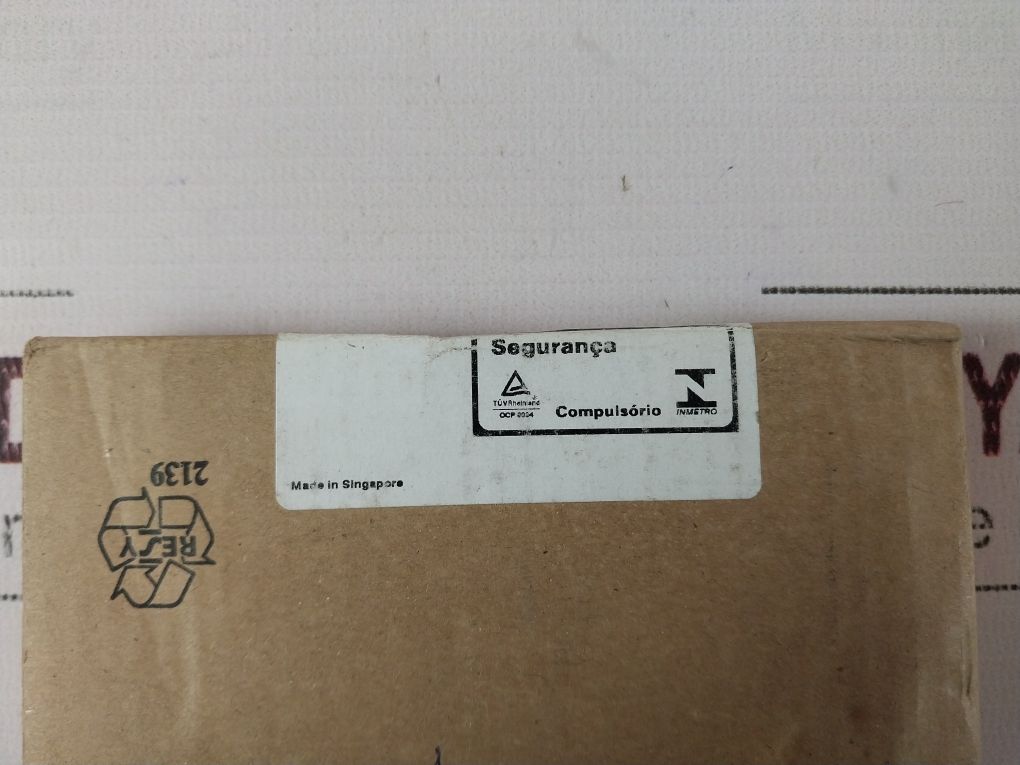 Segurança
TÜVRheinland
OCP 0004
Compulsório
INMETRO
Made in Singapore
2139
RESY